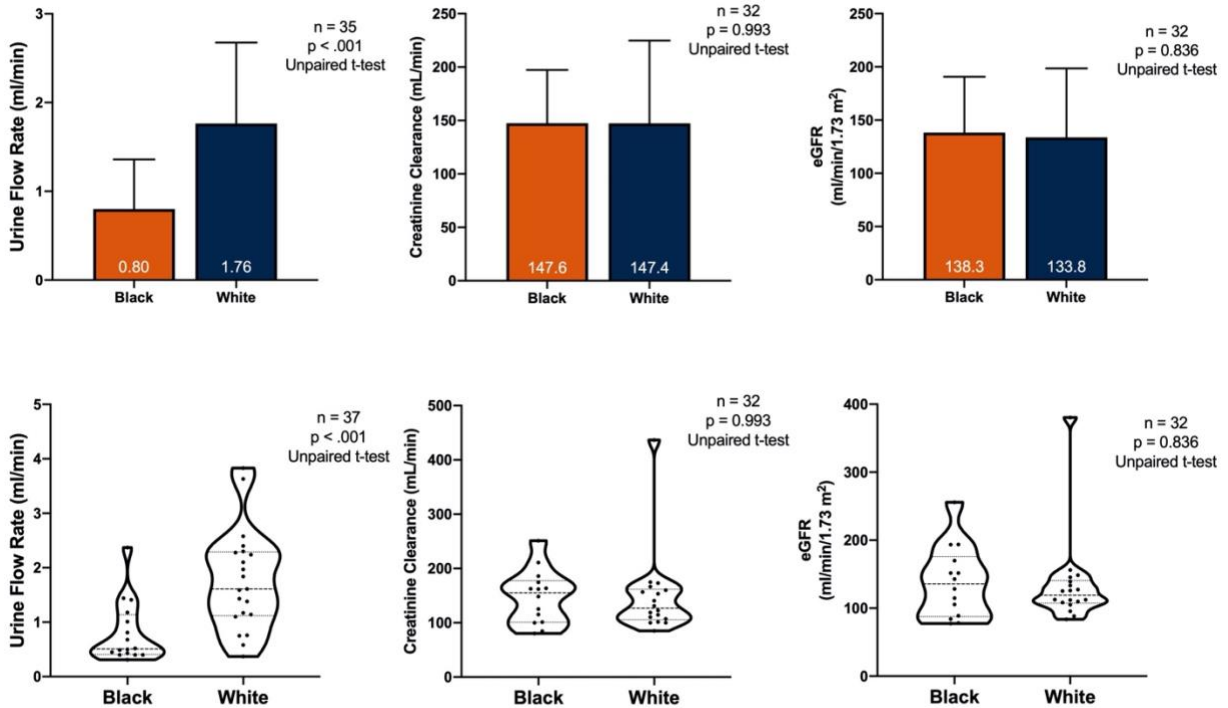 Urine Flow Rate (ml/min)
3
2
1
0
0.80
1.76
Black
White
n = 35
p < .001
Unpaired t-test
Creatinine Clearance (mL/min)
250
200
150
100
50
0
147.6
147.4
Black
White
n = 32
p = 0.993
Unpaired t-test
eGFR
(ml/min/1.73 m²)
250
200
150
100
50
0
138.3
133.8
Black
White
n = 32
p = 0.836
Unpaired t-test
Urine Flow Rate (ml/min)
5
4
3
2
1
0
Black
White
n = 37
p < .001
Unpaired t-test
Creatinine Clearance (mL/min)
500
400
300
200
100
0
Black
White
n = 32
p = 0.993
Unpaired t-test
eGFR
(ml/min/1.73 m²)
400
300
200
100
0
Black
White
n = 32
p = 0.836
Unpaired t-test